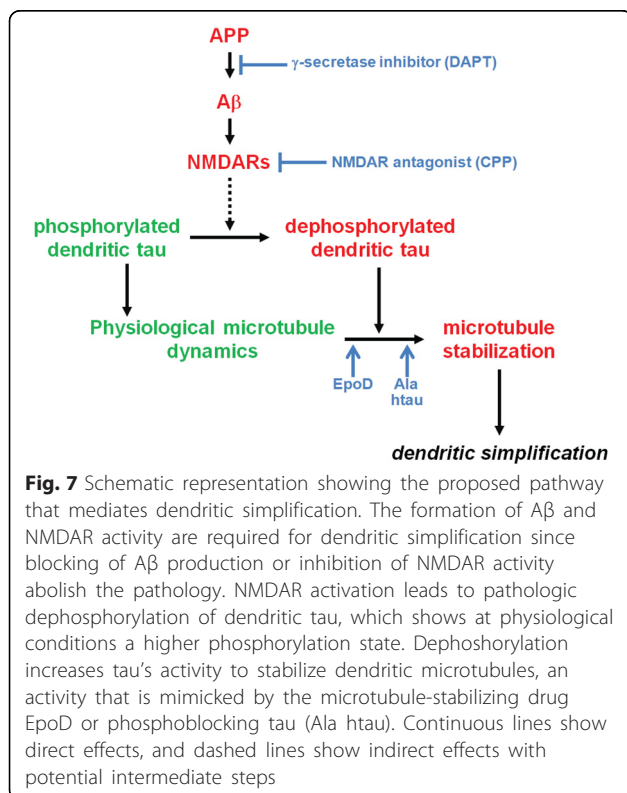 APP
γ-secretase inhibitor (DAPT)
Aβ
NMDARs
NMDAR antagonist (CPP)
phosphorylated
dendritic tau
dephosphorylated
dendritic tau
Physiological microtubule
dynamics
microtubule
stabilization
EpoD
Ala
htau
dendritic simplification
Fig. 7 Schematic representation showing the proposed pathway
that mediates dendritic simplification. The formation of Aβ and
NMDAR activity are required for dendritic simplification since
blocking of Aβ production or inhibition of NMDAR activity
abolish the pathology. NMDAR activation leads to pathologic
dephosphorylation of dendritic tau, which shows at physiological
conditions a higher phosphorylation state. Dephoshorylation
increases tau's activity to stabilize dendritic microtubules, an
activity that is mimicked by the microtubule-stabilizing drug
EpoD or phosphoblocking tau (Ala htau). Continuous lines show
direct effects, and dashed lines show indirect effects with
potential intermediate steps